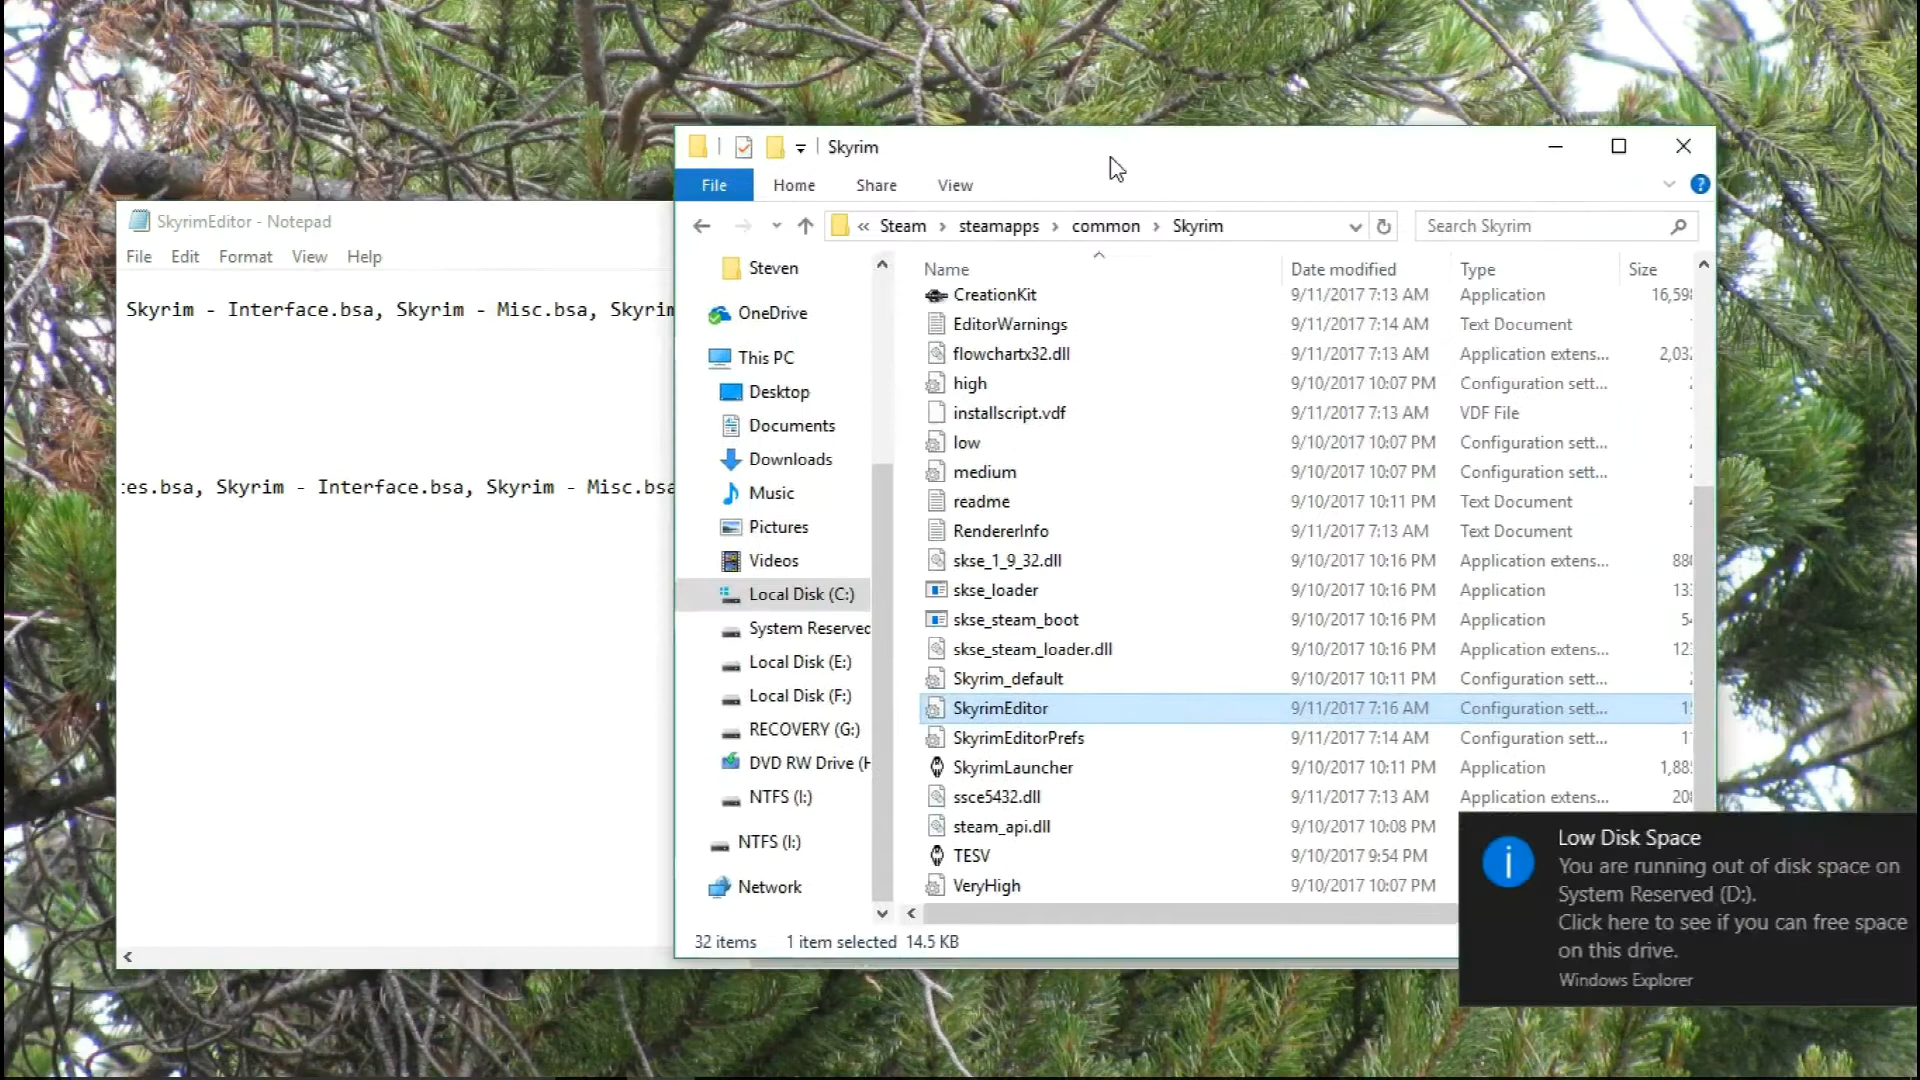 Skyrim
File Home Share View
SkyrimEditor - Notepad
File Edit Format View Help
Skyrim - Interface.bsa, Skyrim - Misc.bsa, Skyrim
es.bsa, Skyrim - Interface.bsa, Skyrim - Misc.bsa
« Steam › steamapps › common › Skyrim
Search Skyrim
Steven
OneDrive
This PC
Desktop
Documents
Downloads
Music
Pictures
Videos
Local Disk (C:)
System Reserved
Local Disk (E:)
Local Disk (F:)
RECOVERY (G:)
DVD RW Drive (H
NTFS (I:)
NTFS (I:)
Network
Name Date modified Type Size
CreationKit 9/11/2017 7:13 AM Application 16,598
EditorWarnings 9/11/2017 7:14 AM Text Document
flowchartx32.dll 9/11/2017 7:13 AM Application extens... 2,032
high 9/10/2017 10:07 PM Configuration sett...
installscript.vdf 9/11/2017 7:13 AM VDF File
low 9/10/2017 10:07 PM Configuration sett...
medium 9/10/2017 10:07 PM Configuration sett...
readme 9/10/2017 10:11 PM Text Document
RendererInfo 9/11/2017 7:13 AM Text Document
skse_1_9_32.dll 9/10/2017 10:16 PM Application extens... 880
skse_loader 9/10/2017 10:16 PM Application 133
skse_steam_boot 9/10/2017 10:16 PM Application 54
skse_steam_loader.dll 9/10/2017 10:16 PM Application extens... 123
Skyrim_default 9/10/2017 10:11 PM Configuration sett...
SkyrimEditor 9/11/2017 7:16 AM Configuration sett... 15
SkyrimEditorPrefs 9/11/2017 7:14 AM Configuration sett... 11
SkyrimLauncher 9/10/2017 10:11 PM Application 1,885
ssce5432.dll 9/11/2017 7:13 AM Application extens... 208
steam_api.dll 9/10/2017 10:08 PM
TESV 9/10/2017 9:54 PM
VeryHigh 9/10/2017 10:07 PM
32 items 1 item selected 14.5 KB
Low Disk Space
You are running out of disk space on
System Reserved (D:).
Click here to see if you can free space
on this drive.
Windows Explorer